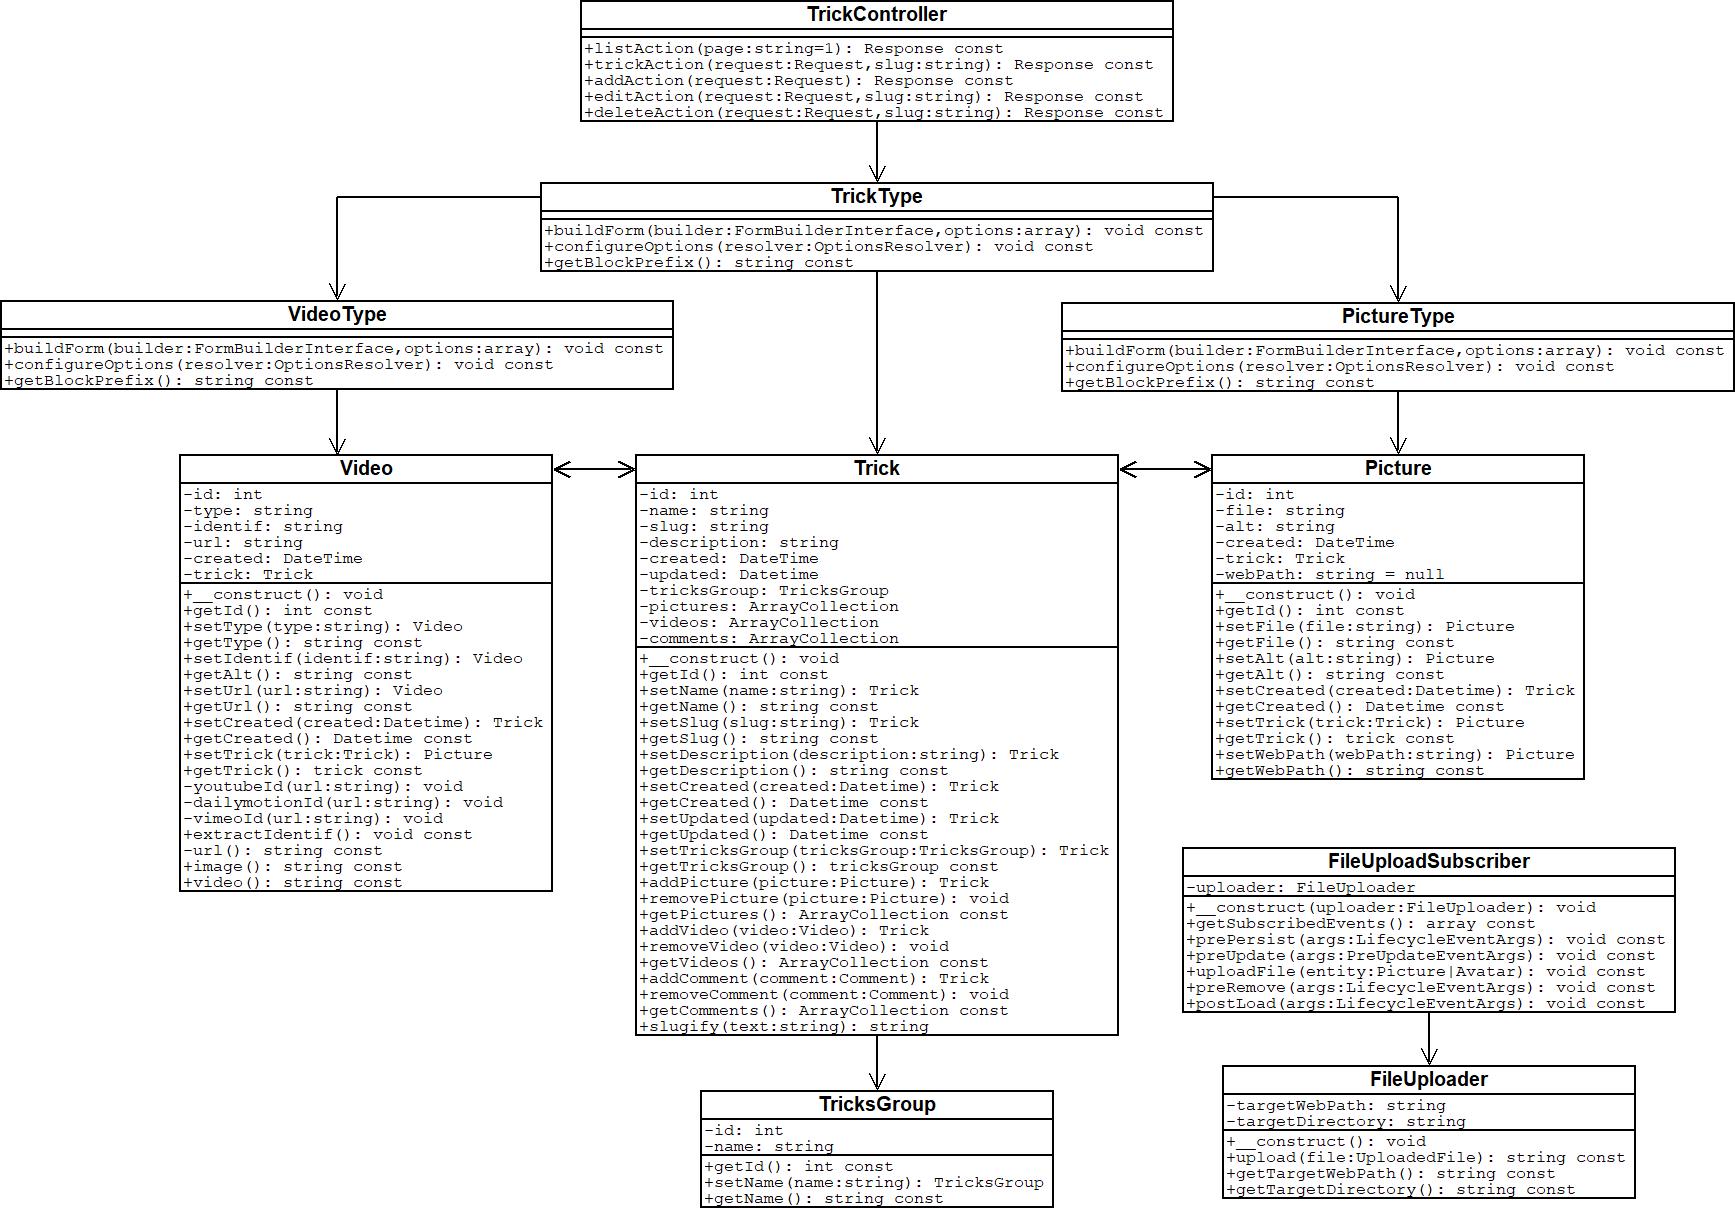 TrickController
+listAction(page:string=1): Response const
+trickAction(request:Request,slug:string): Response const
+addAction(request:Request): Response const
+editAction(request:Request,slug:string): Response const
+deleteAction(request:Request,slug:string): Response const
TrickType
+buildForm(builder:FormBuilderInterface,options:array): void const
+configureOptions(resolver:OptionsResolver): void const
+getBlockPrefix(): string const
VideoType
+buildForm(builder:FormBuilderInterface,options:array): void const
+configureOptions(resolver:OptionsResolver): void const
+getBlockPrefix(): string const
PictureType
+buildForm(builder:FormBuilderInterface,options:array): void const
+configureOptions(resolver:OptionsResolver): void const
+getBlockPrefix(): string const
Video
-id: int
-type: string
-identif: string
-url: string
-created: DateTime
-trick: Trick
+__construct(): void
+getId(): int const
+setType(type:string): Video
+getType(): string const
+setIdentif(identif:string): Video
+getAlt(): string const
+setUrl(url:string): Video
+getUrl(): string const
+setCreated(created:Datetime): Trick
+getCreated(): Datetime const
+setTrick(trick:Trick): Picture
+getTrick(): trick const
-youtubeId(url:string): void
-dailymotionId(url:string): void
-vimeoId(url:string): void
+extractIdentif(): void const
-url(): string const
+image(): string const
+video(): string const
Trick
-id: int
-name: string
-slug: string
-description: string
-created: DateTime
-updated: Datetime
-tricksGroup: TricksGroup
-pictures: ArrayCollection
-videos: ArrayCollection
-comments: ArrayCollection
+__construct(): void
+getId(): int const
+setName(name:string): Trick
+getName(): string const
+setSlug(slug:string): Trick
+getSlug(): string const
+setDescription(description:string): Trick
+getDescription(): string const
+setCreated(created:Datetime): Trick
+getCreated(): Datetime const
+setUpdated(updated:Datetime): Trick
+getUpdated(): Datetime const
+setTricksGroup(tricksGroup:TricksGroup): Trick
+getTricksGroup(): tricksGroup const
+addPicture(picture:Picture): Trick
+removePicture(picture:Picture): void
+getPictures(): ArrayCollection const
+addVideo(video:Video): Trick
+removeVideo(video:Video): void
+getVideos(): ArrayCollection const
+addComment(comment:Comment): Trick
+removeComment(comment:Comment): void
+getComments(): ArrayCollection const
+slugify(text:string): string
Picture
-id: int
-file: string
-alt: string
-created: DateTime
-trick: Trick
-webPath: string = null
+__construct(): void
+getId(): int const
+setFile(file:string): Picture
+getFile(): string const
+setAlt(alt:string): Picture
+getAlt(): string const
+setCreated(created:Datetime): Trick
+getCreated(): Datetime const
+setTrick(trick:Trick): Picture
+getTrick(): trick const
+setWebPath(webPath:string): Picture
+getWebPath(): string const
FileUploadSubscriber
-uploader: FileUploader
+__construct(uploader:FileUploader): void
+getSubscribedEvents(): array const
+prePersist(args:LifecycleEventArgs): void const
+preUpdate(args:PreUpdateEventArgs): void const
+uploadFile(entity:Picture|Avatar): void const
+preRemove(args:LifecycleEventArgs): void const
+postLoad(args:LifecycleEventArgs): void const
TricksGroup
-id: int
-name: string
+getId(): int const
+setName(name:string): TricksGroup
+getName(): string const
FileUploader
-targetWebPath: string
-targetDirectory: string
+__construct(): void
+upload(file:UploadedFile): string const
+getTargetWebPath(): string const
+getTargetDirectory(): string const